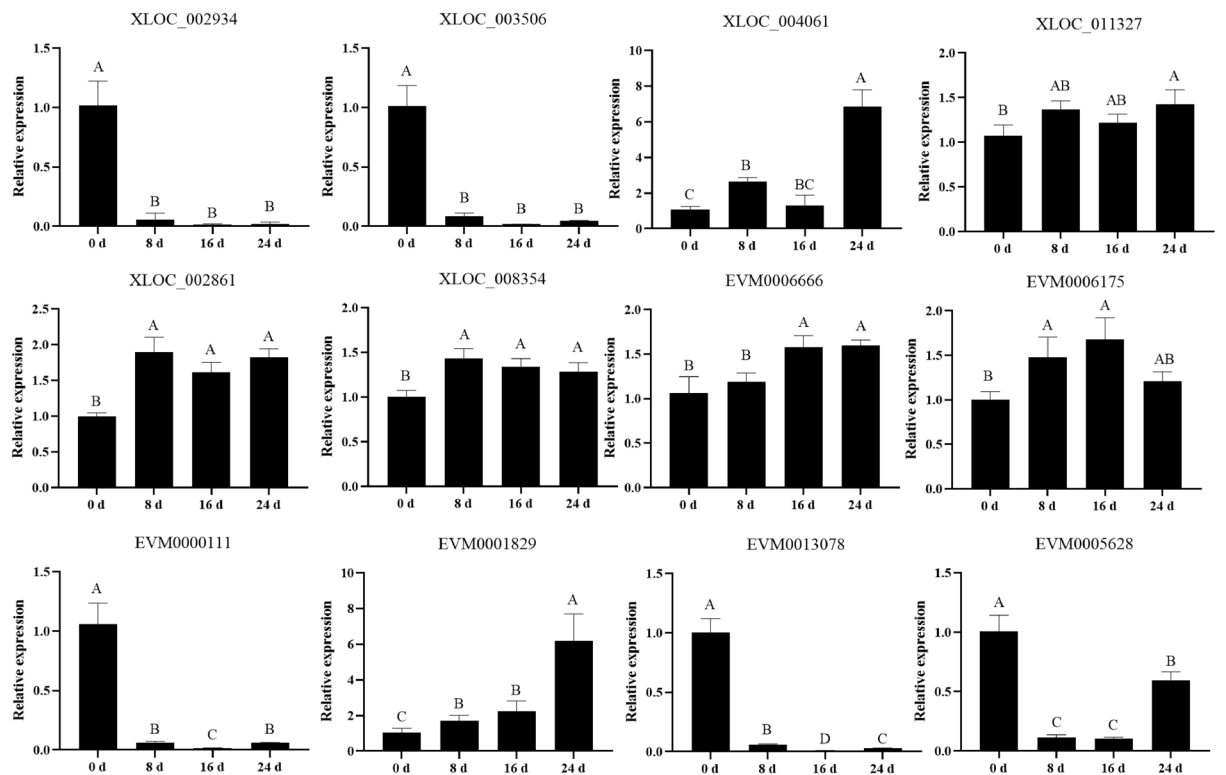 XLOC_002934
Relative expression
1.5
1.0
0.5
0.0
A
B
B
B
0 d 8 d 16 d 24 d
XLOC_003506
Relative expression
1.5
1.0
0.5
0.0
A
B
B
B
0 d 8 d 16 d 24 d
XLOC_004061
Relative expression
10
8
6
4
2
0
C
B
BC
A
0 d 8 d 16 d 24 d
XLOC_011327
Relative expression
2.0
1.5
1.0
0.5
0.0
B
AB
AB
A
0 d 8 d 16 d 24 d
XLOC_002861
Relative expression
2.5
2.0
1.5
1.0
0.5
0.0
B
A
A
A
0 d 8 d 16 d 24 d
XLOC_008354
Relative expression
2.0
1.5
1.0
0.5
0.0
B
A
A
A
0 d 8 d 16 d 24 d
EVM0006666
Relative expression
2.0
1.5
1.0
0.5
0.0
B
B
A
A
0 d 8 d 16 d 24 d
EVM0006175
Relative expression
2.0
1.5
1.0
0.5
0.0
B
A
A
AB
0 d 8 d 16 d 24 d
EVM0000111
Relative expression
1.5
1.0
0.5
0.0
A
B
C
B
0 d 8 d 16 d 24 d
EVM0001829
Relative expression
10
8
6
4
2
0
C
B
B
A
0 d 8 d 16 d 24 d
EVM0013078
Relative expression
1.5
1.0
0.5
0.0
A
B
D
C
0 d 8 d 16 d 24 d
EVM0005628
Relative expression
1.5
1.0
0.5
0.0
A
C
C
B
0 d 8 d 16 d 24 d